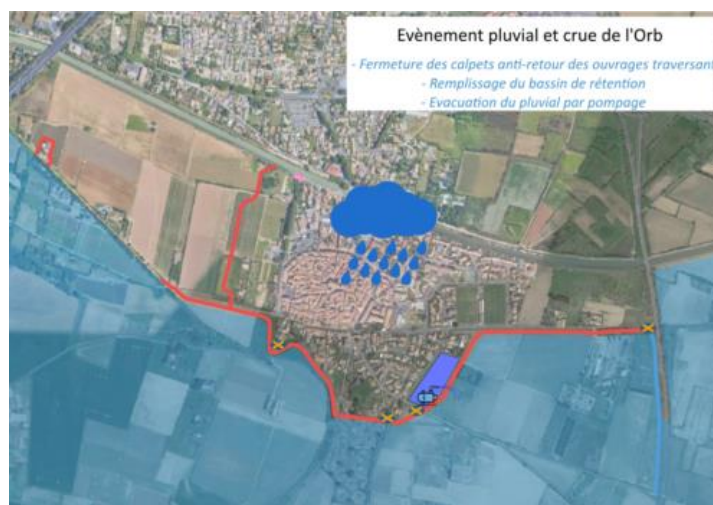 Evènement pluvial et crue de l'Orb
- Fermeture des calpets anti-retour des ouvrages traversant
- Remplissage du bassin de rétention
- Evacuation du pluvial par pompage